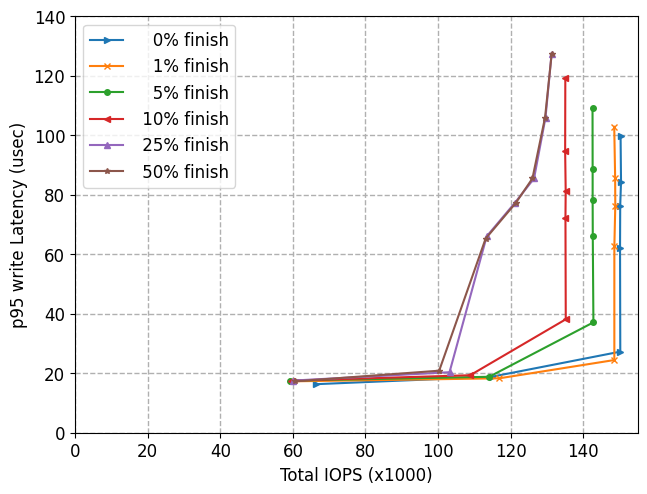 140
120
100
80
60
40
20
0
p95 write Latency (usec)
0% finish
1% finish
5% finish
10% finish
25% finish
50% finish
0 20 40 60 80 100 120 140
Total IOPS (x1000)